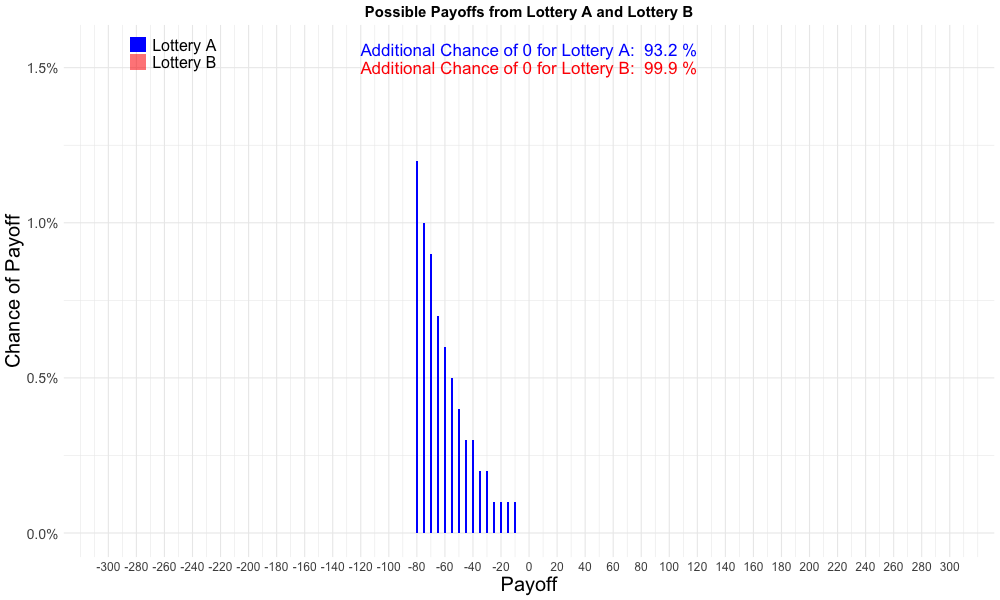 Possible Payoffs from Lottery A and Lottery B
Lottery A
Lottery B
Additional Chance of 0 for Lottery A: 93.2 %
Additional Chance of 0 for Lottery B: 99.9 %
Chance of Payoff
1.5%
1.0%
0.5%
0.0%
-300 -280 -260 -240 -220 -200 -180 -160 -140 -120 -100 -80 -60 -40 -20 0 20 40 60 80 100 120 140 160 180 200 220 240 260 280 300
Payoff